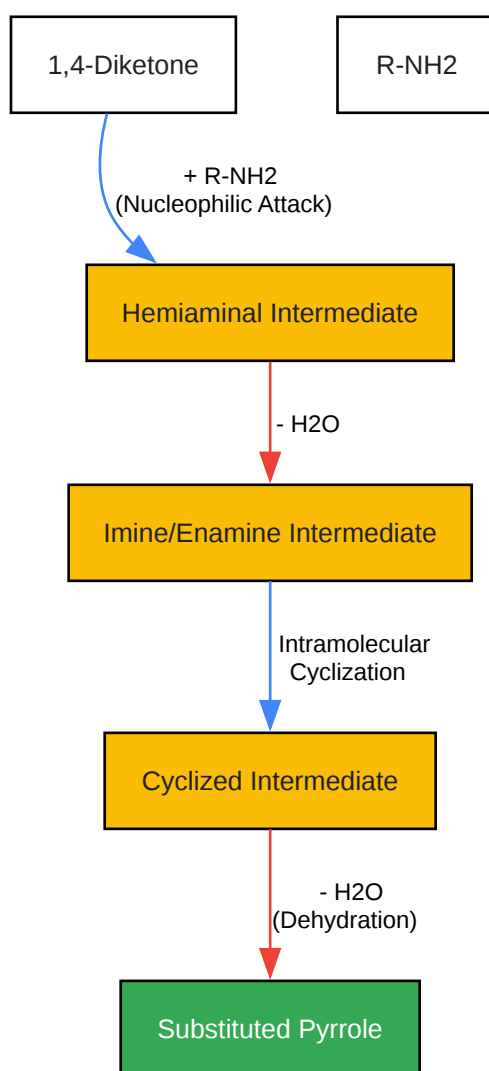 1,4-Diketone
R-NH2
+ R-NH2
(Nucleophilic Attack)
Hemiaminal Intermediate
- H2O
Imine/Enamine Intermediate
Intramolecular
Cyclization
Cyclized Intermediate
- H2O
(Dehydration)
Substituted Pyrrole